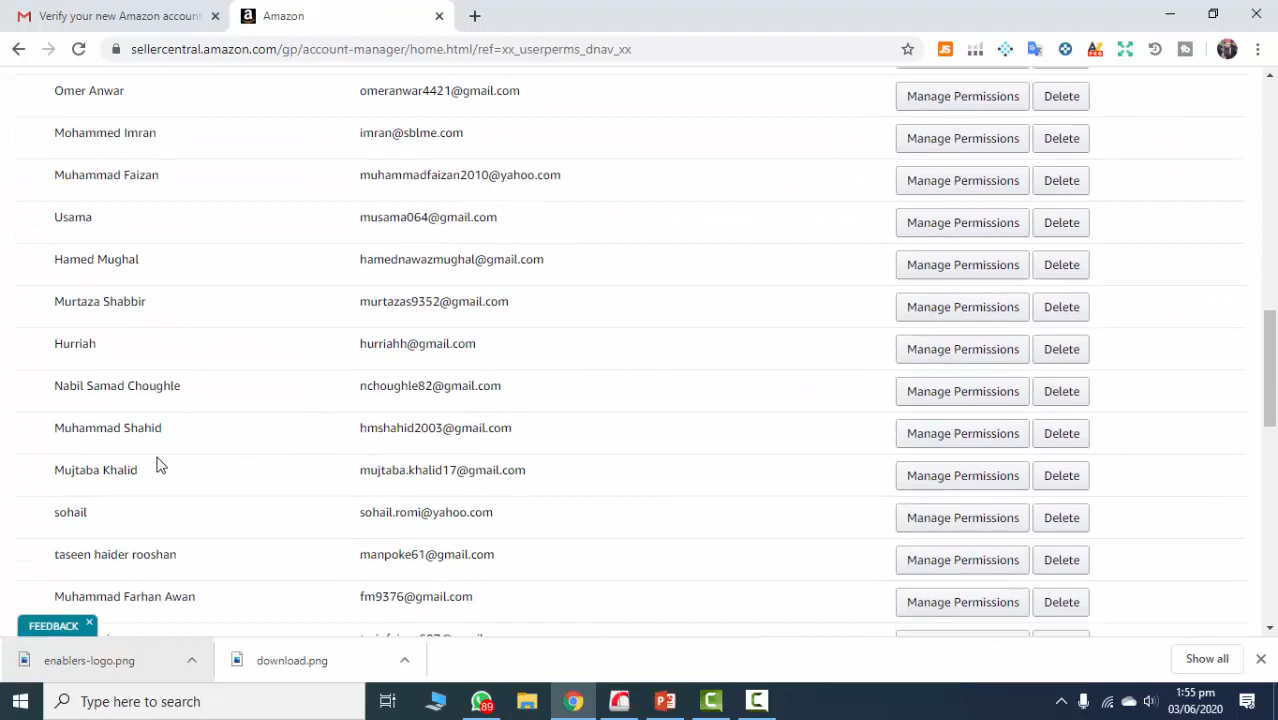 Verify your new Amazon account
Amazon
sellercentral.amazon.com/gp/account-manager/home.html/ref=xx_userperms_dnav_xx
Omer Anwar omeranwar4421@gmail.com Manage Permissions Delete
Mohammed Imran imran@sblme.com Manage Permissions Delete
Muhammad Faizan muhammadfaizan2010@yahoo.com Manage Permissions Delete
Usama musama064@gmail.com Manage Permissions Delete
Hamed Mughal hamednawazmughal@gmail.com Manage Permissions Delete
Murtaza Shabbir murtazas9352@gmail.com Manage Permissions Delete
Hurriah hurriahh@gmail.com Manage Permissions Delete
Nabil Samad Choughle nchoughle82@gmail.com Manage Permissions Delete
Muhammad Shahid hmshahid2003@gmail.com Manage Permissions Delete
Mujtaba Khalid mujtaba.khalid17@gmail.com Manage Permissions Delete
sohail sohail.romi@yahoo.com Manage Permissions Delete
taseen haider rooshan manpoke61@gmail.com Manage Permissions Delete
Muhammad Farhan Awan fm9376@gmail.com Manage Permissions Delete
FEEDBACK
enablers-logo.png download.png Show all
Type here to search
89
1:55 pm
03/06/2020